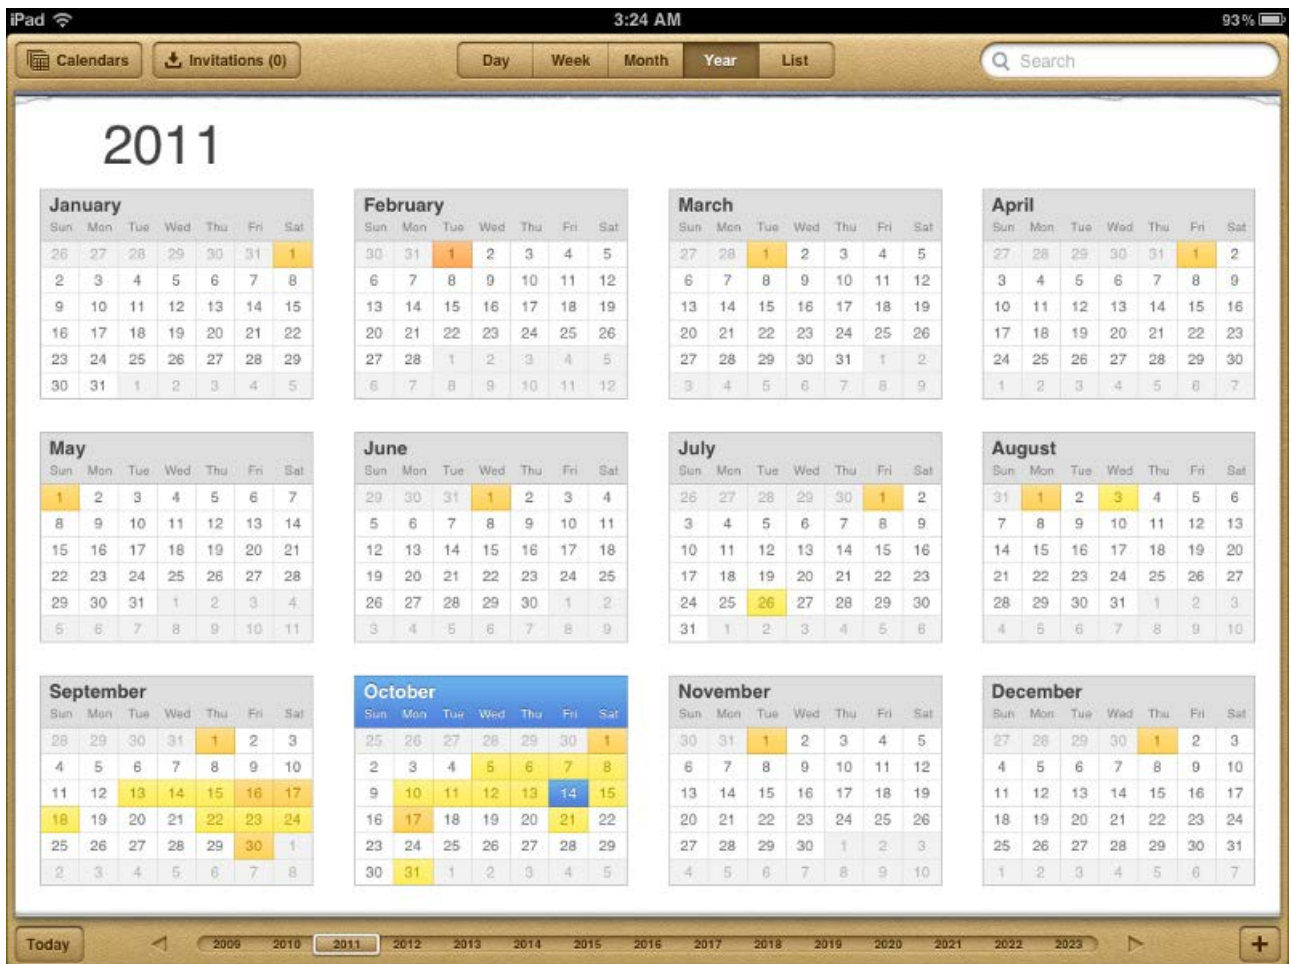 iPad 3:24 AM 93%
Calendars Invitations (0) Day Week Month Year List Search
2011
January February March April
Sun Mon Tue Wed Thu Fri Sat Sun Mon Tue Wed Thu Fri Sat Sun Mon Tue Wed Thu Fri Sat Sun Mon Tue Wed Thu Fri Sat
26 27 28 29 30 31 1 30 31 1 2 3 4 5 27 28 1 2 3 4 5 27 28 29 30 31 1 2
2 3 4 5 6 7 8 6 7 8 9 10 11 12 6 7 8 9 10 11 12 3 4 5 6 7 8 9
9 10 11 12 13 14 15 13 14 15 16 17 18 19 13 14 15 16 17 18 19 10 11 12 13 14 15 16
16 17 18 19 20 21 22 20 21 22 23 24 25 26 20 21 22 23 24 25 26 17 18 19 20 21 22 23
23 24 25 26 27 28 29 27 28 1 2 3 4 5 27 28 29 30 31 1 2 24 25 26 27 28 29 30
30 31 1 2 3 4 5 6 7 8 9 10 11 12 3 4 5 6 7 8 9 1 2 3 4 5 6 7
May June July August
Sun Mon Tue Wed Thu Fri Sat Sun Mon Tue Wed Thu Fri Sat Sun Mon Tue Wed Thu Fri Sat Sun Mon Tue Wed Thu Fri Sat
1 2 3 4 5 6 7 29 30 31 1 2 3 4 26 27 28 29 30 1 2 31 1 2 3 4 5 6
8 9 10 11 12 13 14 5 6 7 8 9 10 11 3 4 5 6 7 8 9 7 8 9 10 11 12 13
15 16 17 18 19 20 21 12 13 14 15 16 17 18 10 11 12 13 14 15 16 14 15 16 17 18 19 20
22 23 24 25 26 27 28 19 20 21 22 23 24 25 17 18 19 20 21 22 23 21 22 23 24 25 26 27
29 30 31 1 2 3 4 26 27 28 29 30 1 2 24 25 26 27 28 29 30 28 29 30 31 1 2 3
5 6 7 8 9 10 11 3 4 5 6 7 8 9 31 1 2 3 4 5 6 4 5 6 7 8 9 10
September October November December
Sun Mon Tue Wed Thu Fri Sat Sun Mon Tue Wed Thu Fri Sat Sun Mon Tue Wed Thu Fri Sat Sun Mon Tue Wed Thu Fri Sat
28 29 30 31 1 2 3 25 26 27 28 29 30 1 30 31 1 2 3 4 5 27 28 29 30 1 2 3
4 5 6 7 8 9 10 2 3 4 5 6 7 8 6 7 8 9 10 11 12 4 5 6 7 8 9 10
11 12 13 14 15 16 17 9 10 11 12 13 14 15 13 14 15 16 17 18 19 11 12 13 14 15 16 17
18 19 20 21 22 23 24 16 17 18 19 20 21 22 20 21 22 23 24 25 26 18 19 20 21 22 23 24
25 26 27 28 29 30 1 23 24 25 26 27 28 29 27 28 29 30 1 2 3 25 26 27 28 29 30 31
2 3 4 5 6 7 8 30 31 1 2 3 4 5 4 5 6 7 8 9 10 1 2 3 4 5 6 7
Today 2009 2010 2011 2012 2013 2014 2015 2016 2017 2018 2019 2020 2021 2022 2023 +